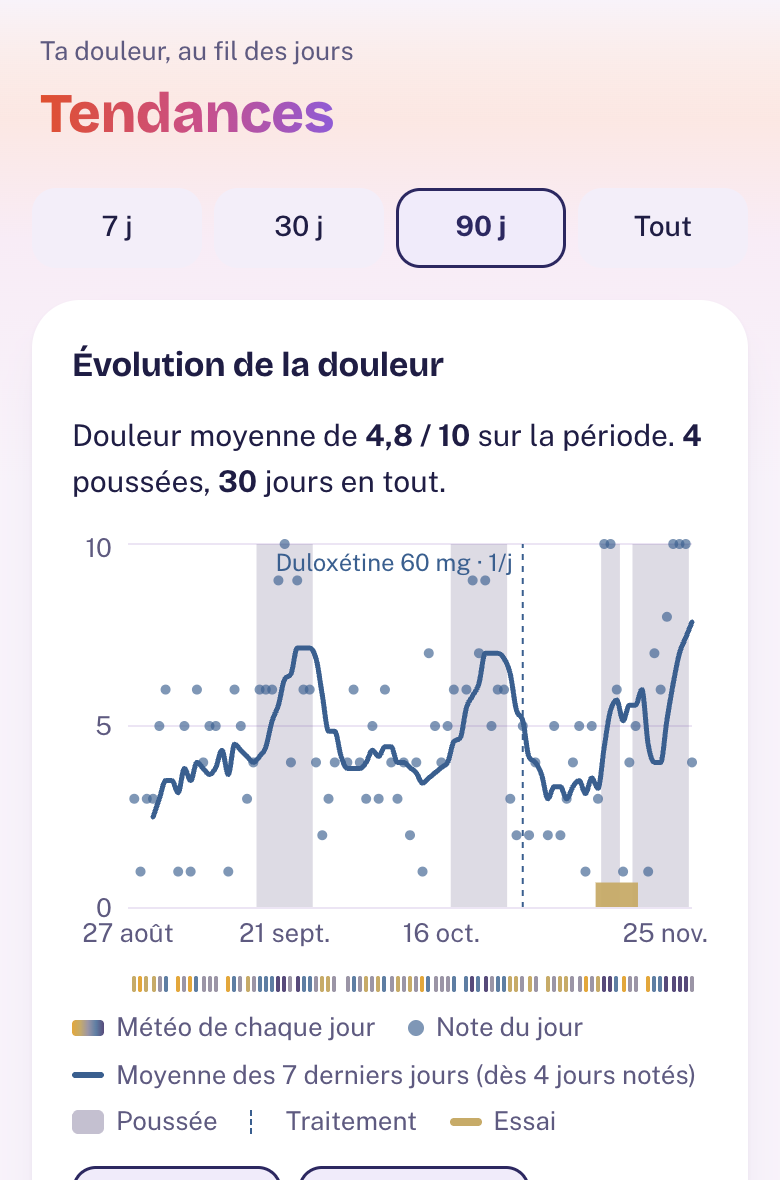 Ta douleur, au fil des jours
Tendances
7 j
30 j
90 j
Tout
Évolution de la douleur
Douleur moyenne de 4,8 / 10 sur la période. 4
poussées, 30 jours en tout.
10
Duloxétine 60 mg · 1/j
5
0
27 août
21 sept.
16 oct.
25 nov.
Météo de chaque jour
Note du jour
Moyenne des 7 derniers jours (dès 4 jours notés)
Poussée
Traitement
Essai